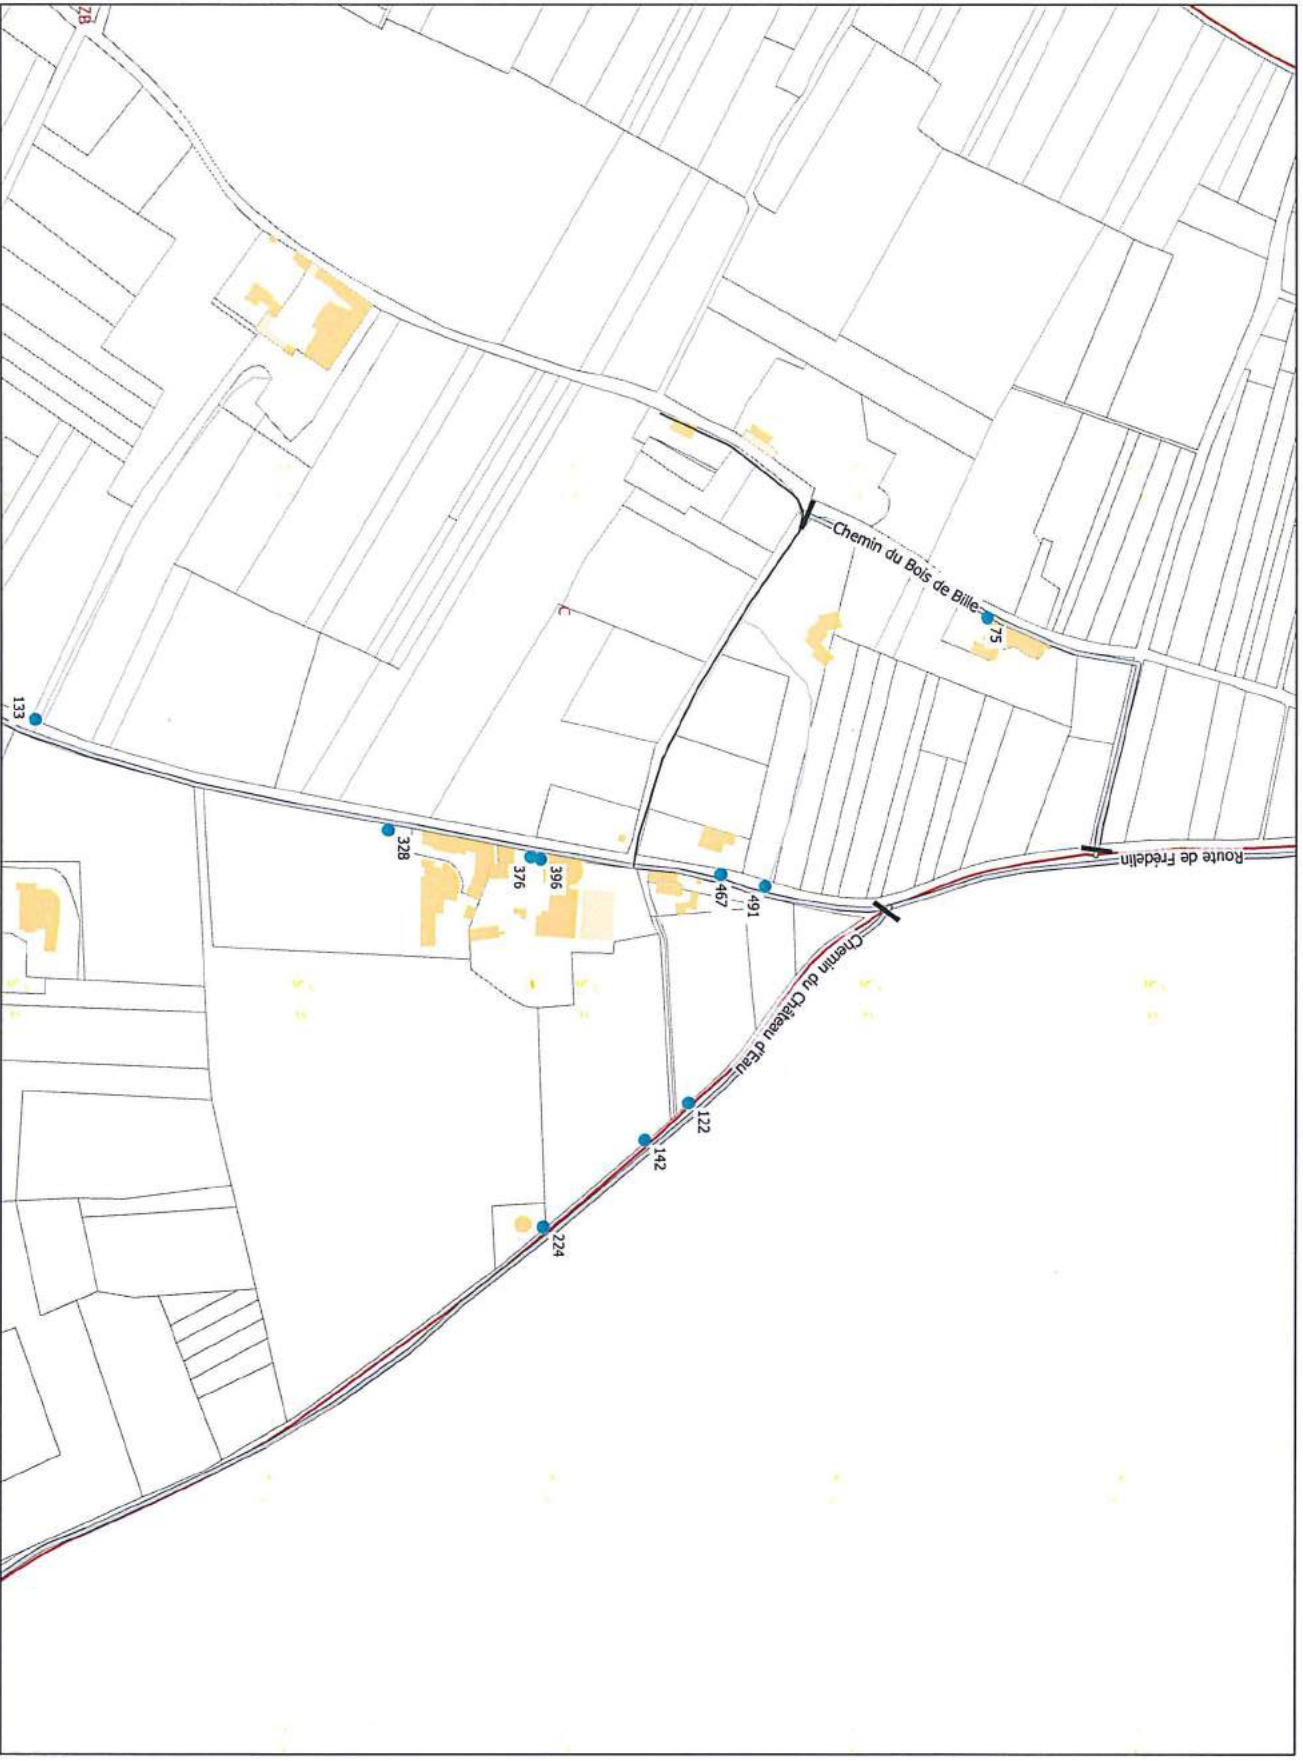 ZB
Chemin du Bois de Bille
75
Route de Frédelin
C
133
328
376
396
467
491
Chemin du Château d'Eau
122
142
224